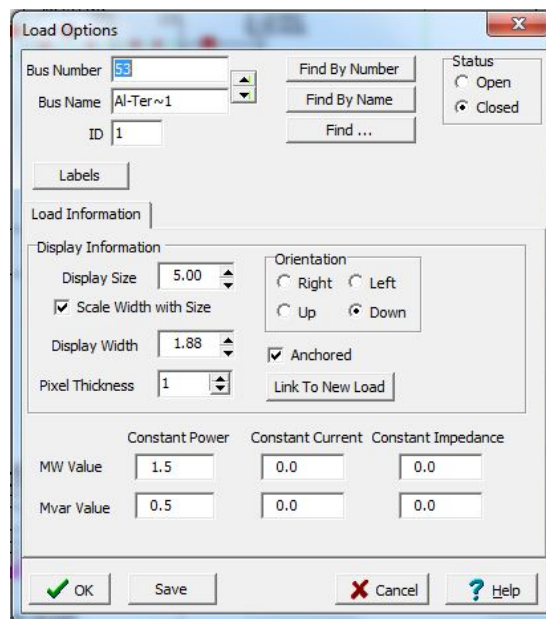 Load Options
Bus Number 53 Find By Number Status
Open
Bus Name Al-Ter~1 Find By Name Closed
ID 1 Find ...
Labels
Load Information
Display Information
Display Size 5.00 Orientation
Right Left
Scale Width with Size Up Down
Display Width 1.88 Anchored
Pixel Thickness 1 Link To New Load
Constant Power Constant Current Constant Impedance
MW Value 1.5 0.0 0.0
Mvar Value 0.5 0.0 0.0
OK Save Cancel Help